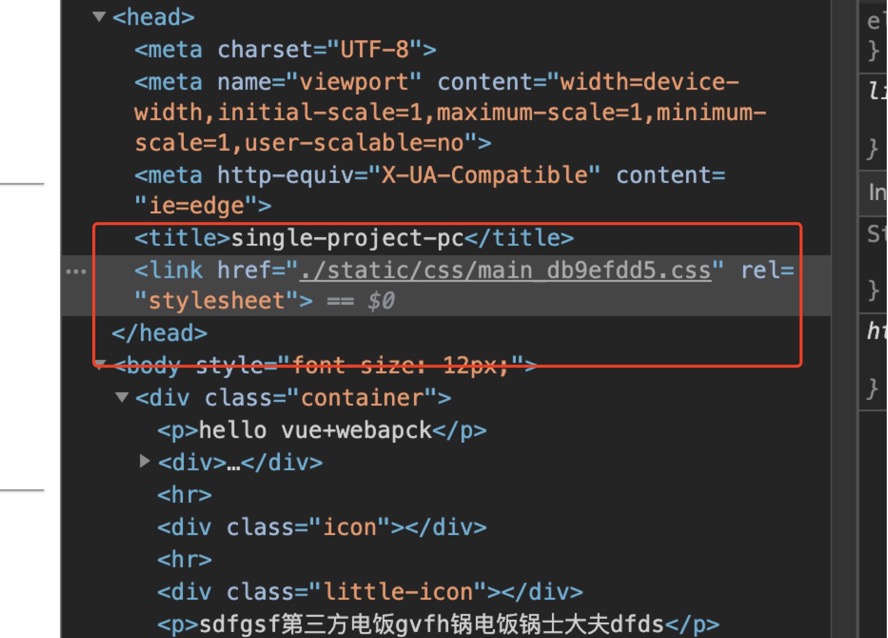 <head>
<meta charset="UTF-8">
<meta name="viewport" content="width=device-
width,initial-scale=1,maximum-scale=1,minimum-
scale=1,user-scalable=no">
<meta http-equiv="X-UA-Compatible" content=
"ie=edge">
<title>single-project-pc</title>
<link href="./static/css/main_db9efdd5.css" rel=
"stylesheet"> == $0
</head>
<body style="font-size: 12px;">
<div class="container">
<p>hello vue+webapck</p>
<div>…</div>
<hr>
<div class="icon"></div>
<hr>
<div class="little-icon"></div>
<p>sdfgsf第三方电饭gvfh锅电饭锅士大夫dfds</p>
e
}
li
}
In
St
}
ht
}